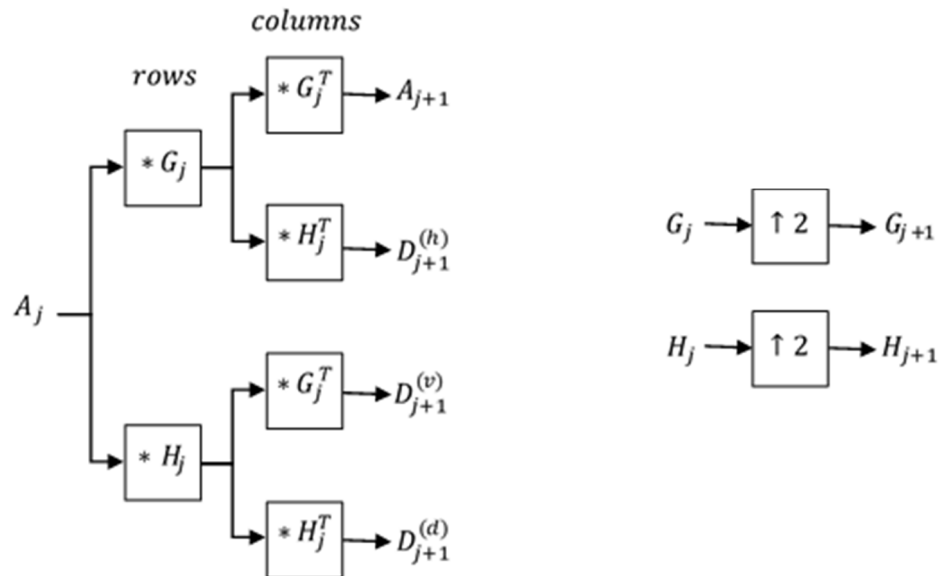 columns
rows
* G_j^T
A_{j+1}
* G_j
* H_j^T
D_{j+1}^{(h)}
A_j
* G_j^T
D_{j+1}^{(v)}
* H_j
* H_j^T
D_{j+1}^{(d)}
G_j ↑ 2 G_{j+1}
H_j ↑ 2 H_{j+1}